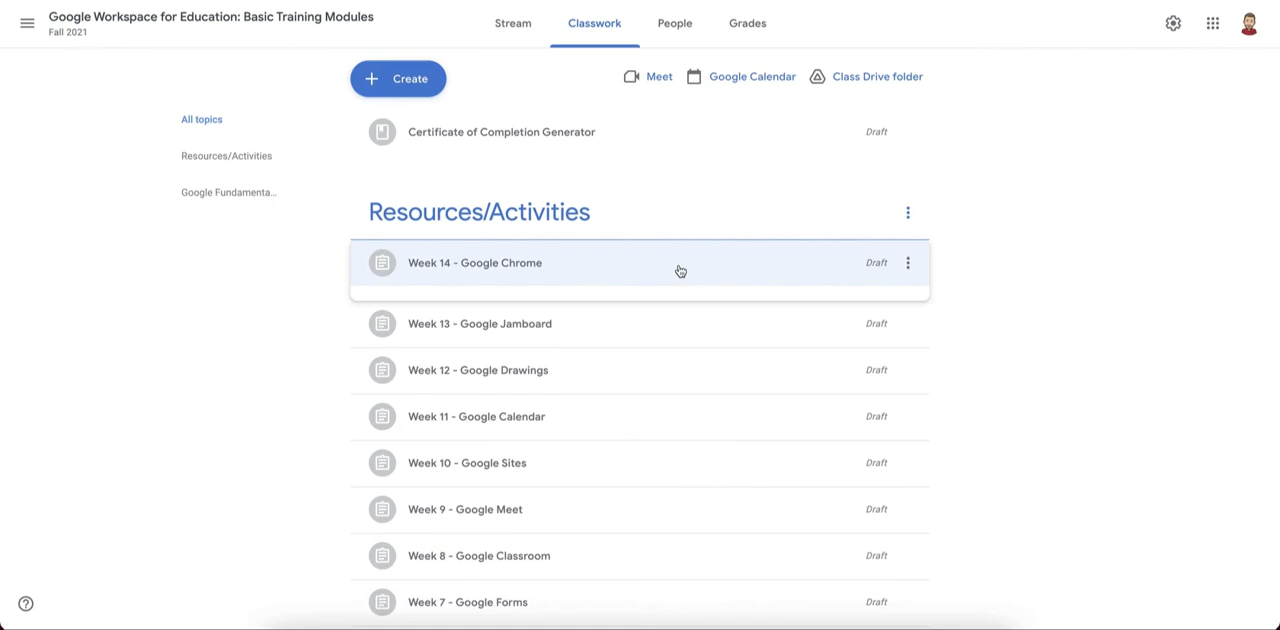 Google Workspace for Education: Basic Training Modules
Fall 2021
Stream
Classwork
People
Grades
Create
Meet
Google Calendar
Class Drive folder
All topics
Resources/Activities
Google Fundamenta...
Certificate of Completion Generator
Draft
Resources/Activities
Week 14 - Google Chrome
Draft
Week 13 - Google Jamboard
Draft
Week 12 - Google Drawings
Draft
Week 11 - Google Calendar
Draft
Week 10 - Google Sites
Draft
Week 9 - Google Meet
Draft
Week 8 - Google Classroom
Draft
Week 7 - Google Forms
Draft